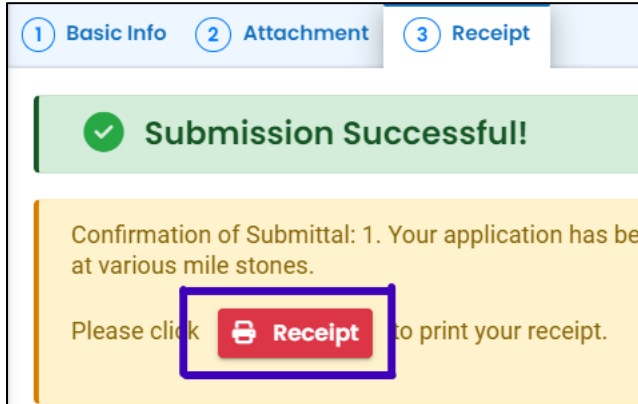 1 Basic Info 2 Attachment 3 Receipt
Submission Successful!
Confirmation of Submittal: 1. Your application has be
at various mile stones.
Please click Receipt to print your receipt.